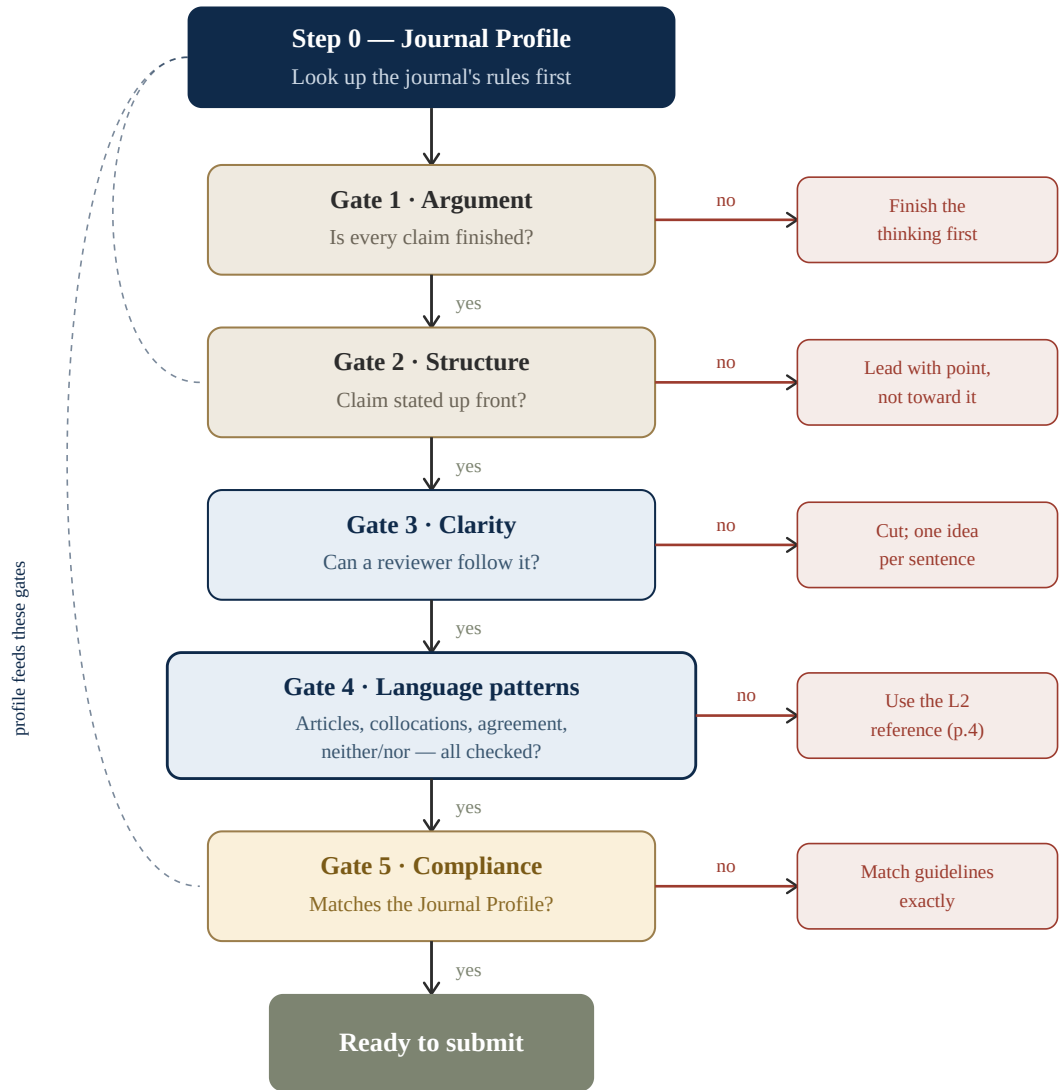 Step 0 — Journal Profile
Look up the journal's rules first
Gate 1 · Argument
Is every claim finished?
no
Finish the
thinking first
yes
Gate 2 · Structure
Claim stated up front?
no
Lead with point,
not toward it
yes
Gate 3 · Clarity
Can a reviewer follow it?
no
Cut; one idea
per sentence
yes
profile feeds these gates
Gate 4 · Language patterns
Articles, collocations, agreement,
neither/nor — all checked?
no
Use the L2
reference (p.4)
yes
Gate 5 · Compliance
Matches the Journal Profile?
no
Match guidelines
exactly
yes
Ready to submit